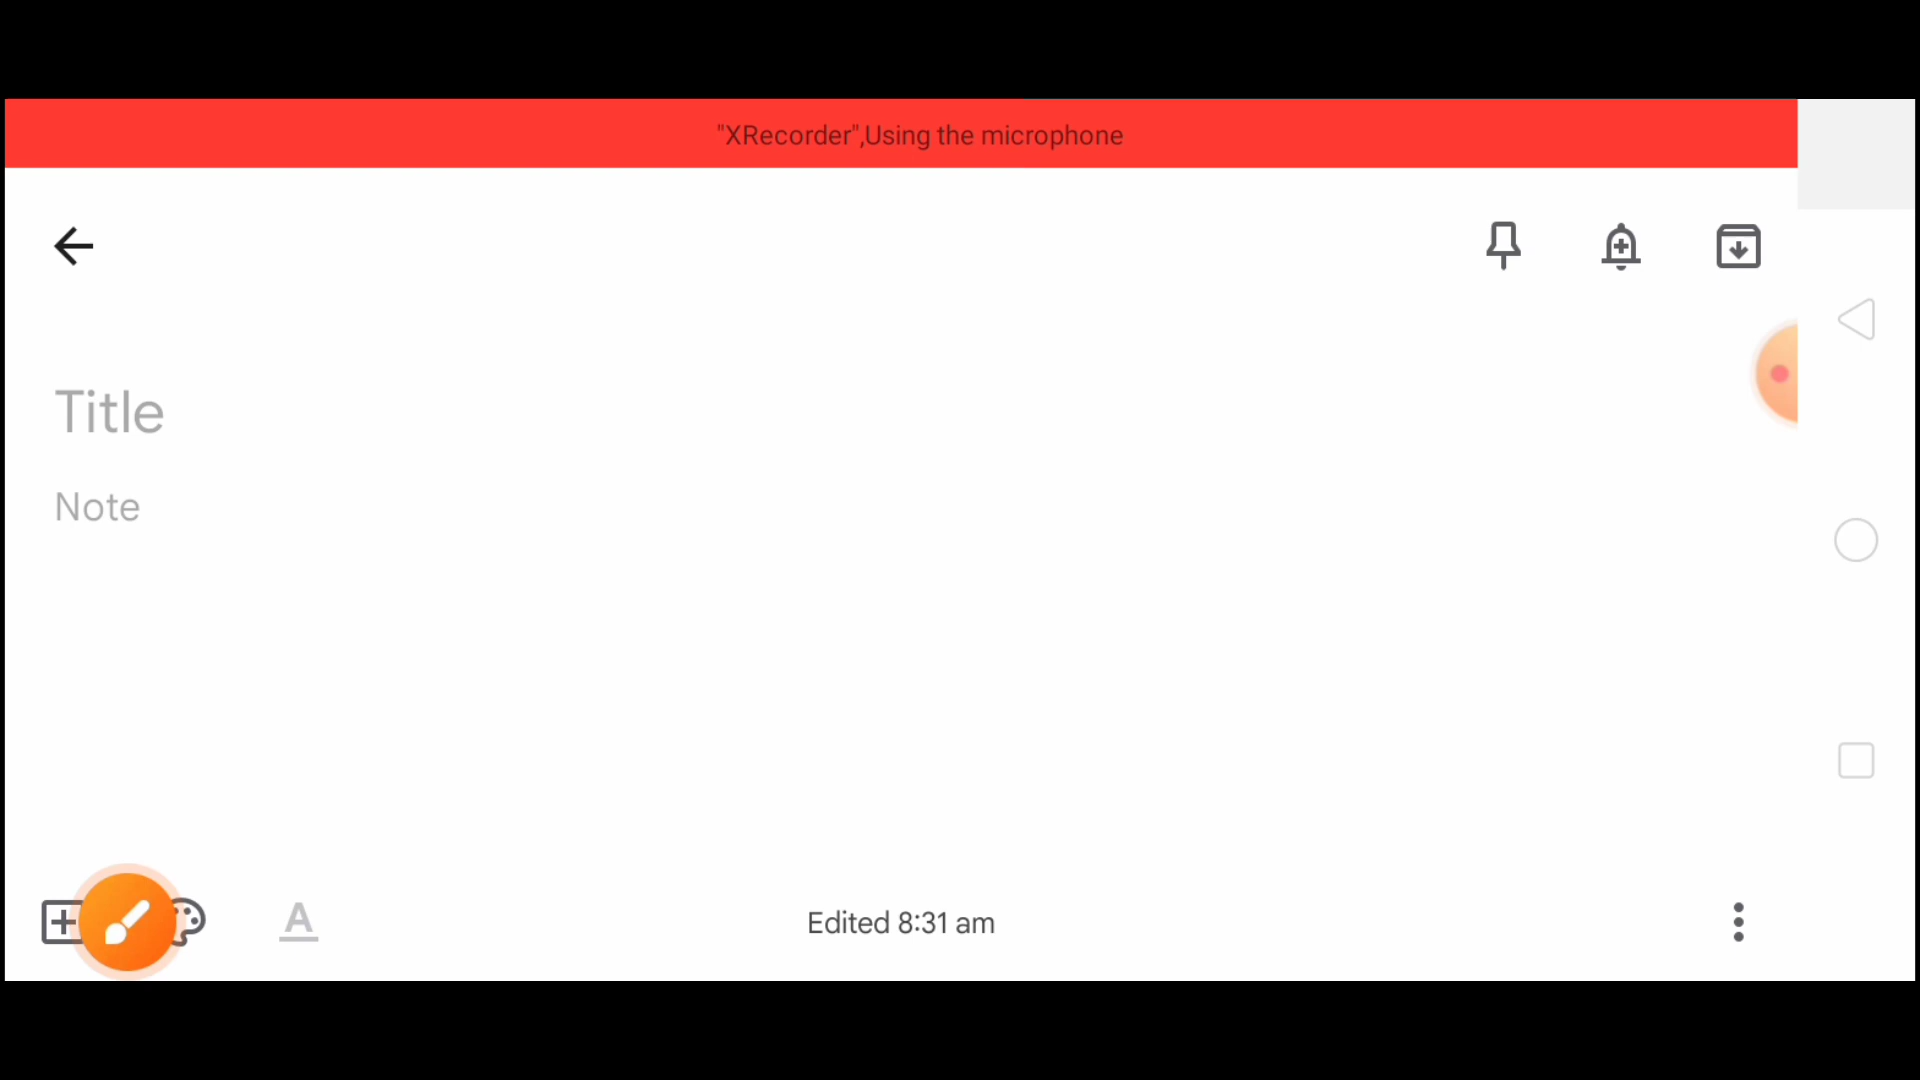 "XRecorder",Using the microphone
Title
Note
A
Edited 8:31 am